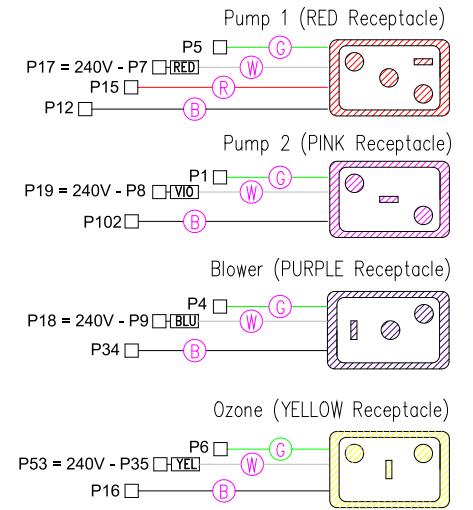 Pump 1 (RED Receptacle)
P5 G
P17 = 240V - P7 RED W
P15 R
P12 B
Pump 2 (PINK Receptacle)
P1 G
P19 = 240V - P8 VIO W
P102 B
Blower (PURPLE Receptacle)
P4 G
P18 = 240V - P9 BLU W
P34 B
Ozone (YELLOW Receptacle)
P6 G
P53 = 240V - P35 YEL W
P16 B